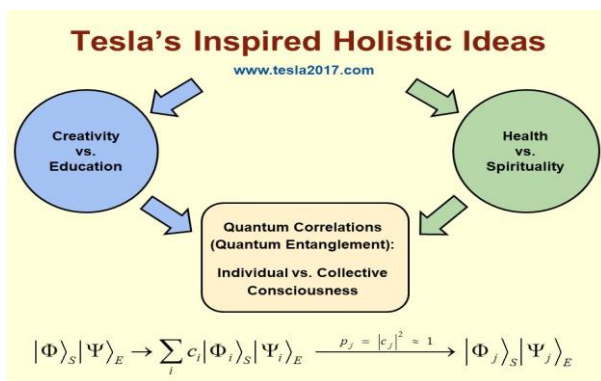 Tesla's Inspired Holistic Ideas
www.tesla2017.com
Creativity
vs.
Education
Health
vs.
Spirituality
Quantum Correlations
(Quantum Entanglement):
Individual vs. Collective
Consciousness
|Φ⟩_S|Ψ⟩_E → ∑_i c_i|Φ_i⟩_S|Ψ_i⟩_E —p_j = |c_j|² ≈ 1→ |Φ_j⟩_S|Ψ_j⟩_E